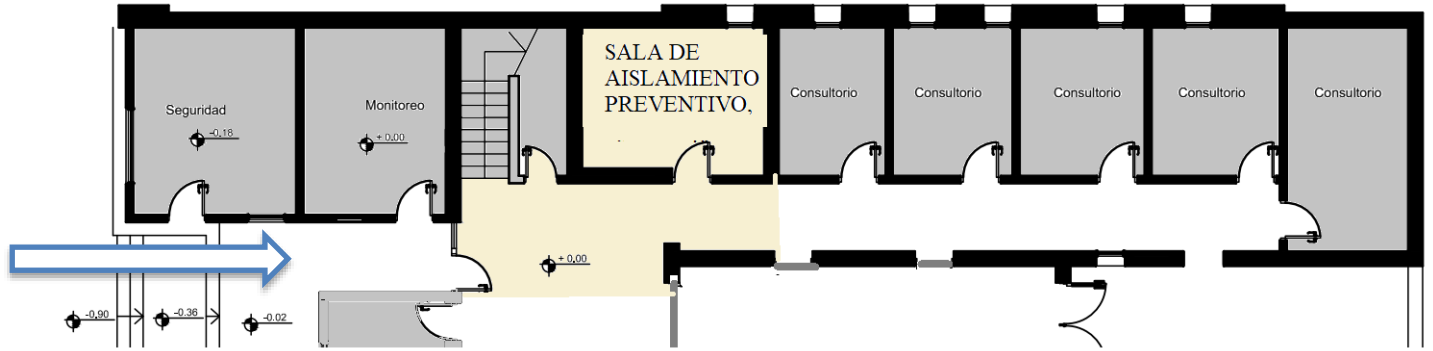 SALA DE
AISLAMIENTO
PREVENTIVO,
Seguridad
Monitoreo
Consultorio
Consultorio
Consultorio
Consultorio
Consultorio
-0.18
+ 0.00
+ 0.00
-0.90
-0.36
-0.02